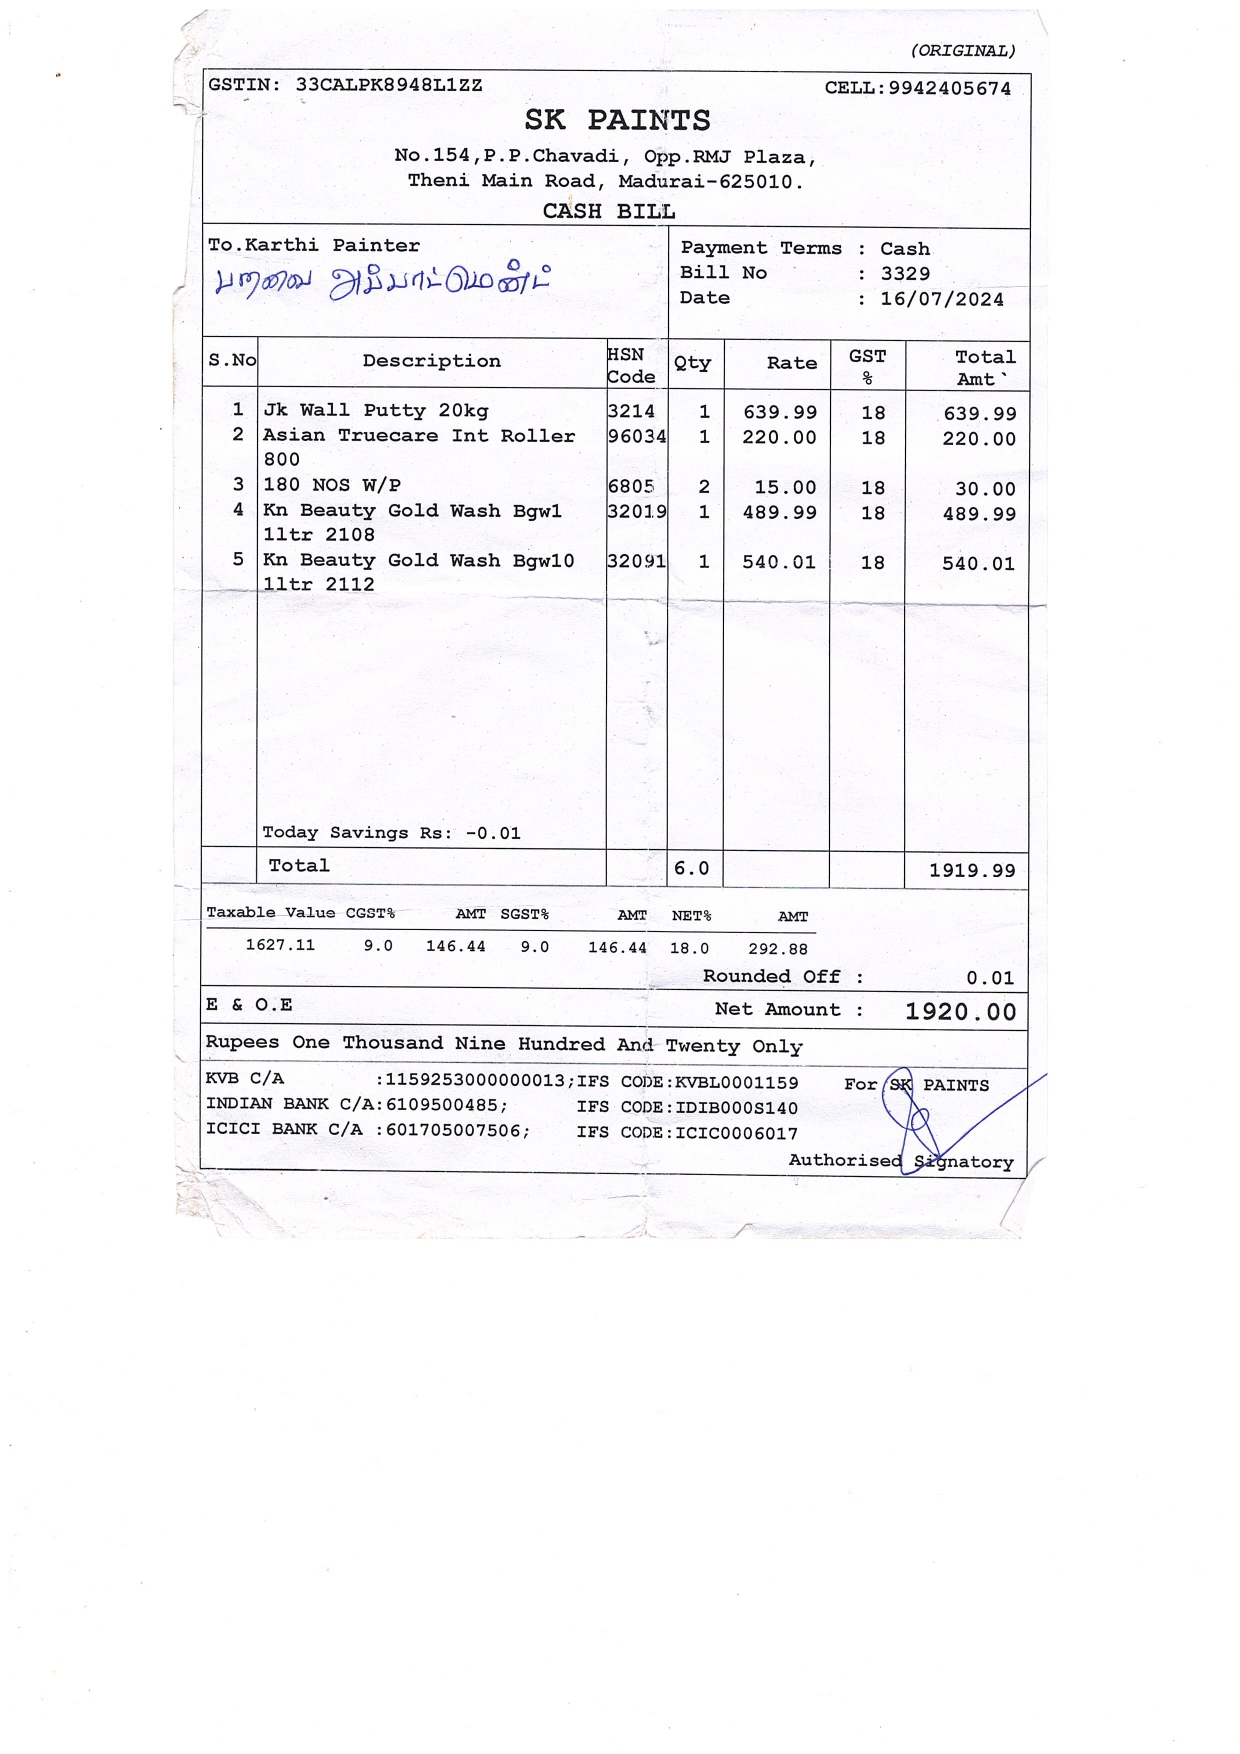 (ORIGINAL)
GSTIN: 33CALPK8948L1ZZ CELL:9942405674
SK PAINTS
No.154,P.P.Chavadi, Opp.RMJ Plaza,
Theni Main Road, Madurai-625010.
CASH BILL
To.Karthi Painter
பறவை அப்பார்ட்மெண்ட்
Payment Terms : Cash
Bill No : 3329
Date : 16/07/2024
S.No Description HSN Code Qty Rate GST % Total Amt`
1 Jk Wall Putty 20kg 3214 1 639.99 18 639.99
2 Asian Truecare Int Roller 96034 1 220.00 18 220.00
800
3 180 NOS W/P 6805 2 15.00 18 30.00
4 Kn Beauty Gold Wash Bgw1 32019 1 489.99 18 489.99
1ltr 2108
5 Kn Beauty Gold Wash Bgw10 32091 1 540.01 18 540.01
1ltr 2112
Today Savings Rs: -0.01
Total 6.0 1919.99
Taxable Value CGST% AMT SGST% AMT NET% AMT
1627.11 9.0 146.44 9.0 146.44 18.0 292.88
Rounded Off : 0.01
E & O.E Net Amount : 1920.00
Rupees One Thousand Nine Hundred And Twenty Only
KVB C/A :1159253000000013;IFS CODE:KVBL0001159 For SK PAINTS
INDIAN BANK C/A:6109500485; IFS CODE:IDIB000S140
ICICI BANK C/A :601705007506; IFS CODE:ICIC0006017
Authorised Signatory